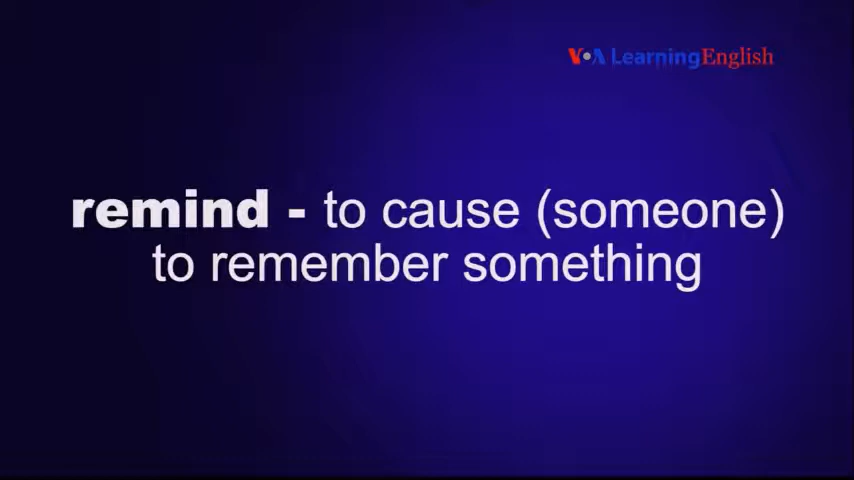 VOA LearningEnglish
remind - to cause (someone)
to remember something